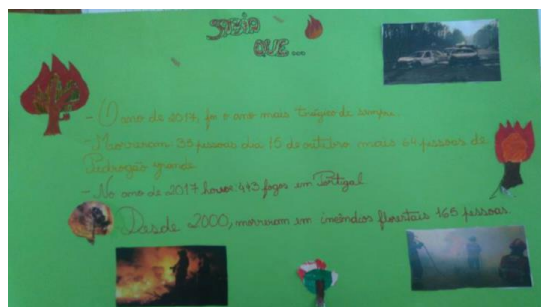 SABIA
QUE...
- O ano de 2017, foi o ano mais trágico de sempre
- Morreram 35 pessoas dia 15 de outubro mais 64 pessoas de
Pedrogão grande
- No ano de 2017 houve: 443 fogos em Portugal
Desde 2000, morreram em incêndios florestais 165 pessoas